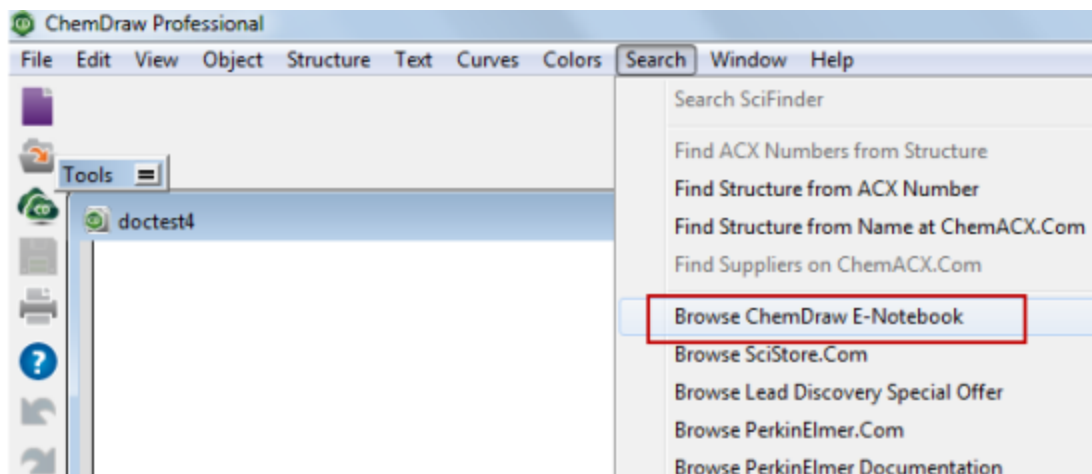 ChemDraw Professional
File Edit View Object Structure Text Curves Colors Search Window Help
Search SciFinder
Find ACX Numbers from Structure
Tools
Find Structure from ACX Number
doctest4
Find Structure from Name at ChemACX.Com
Find Suppliers on ChemACX.Com
Browse ChemDraw E-Notebook
Browse SciStore.Com
Browse Lead Discovery Special Offer
Browse PerkinElmer.Com
Browse PerkinElmer Documentation